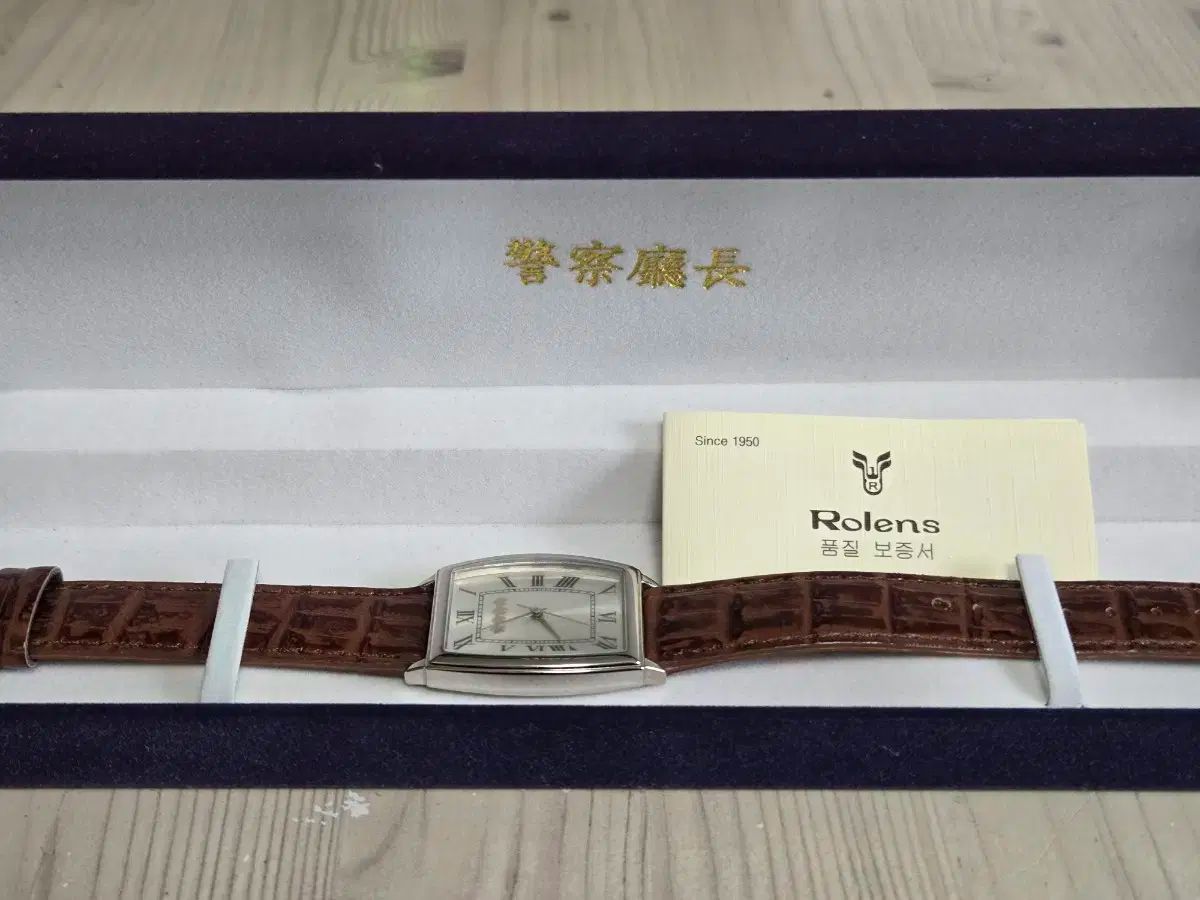 警察廳長
Since 1950
R
Rolens
품질 보증서